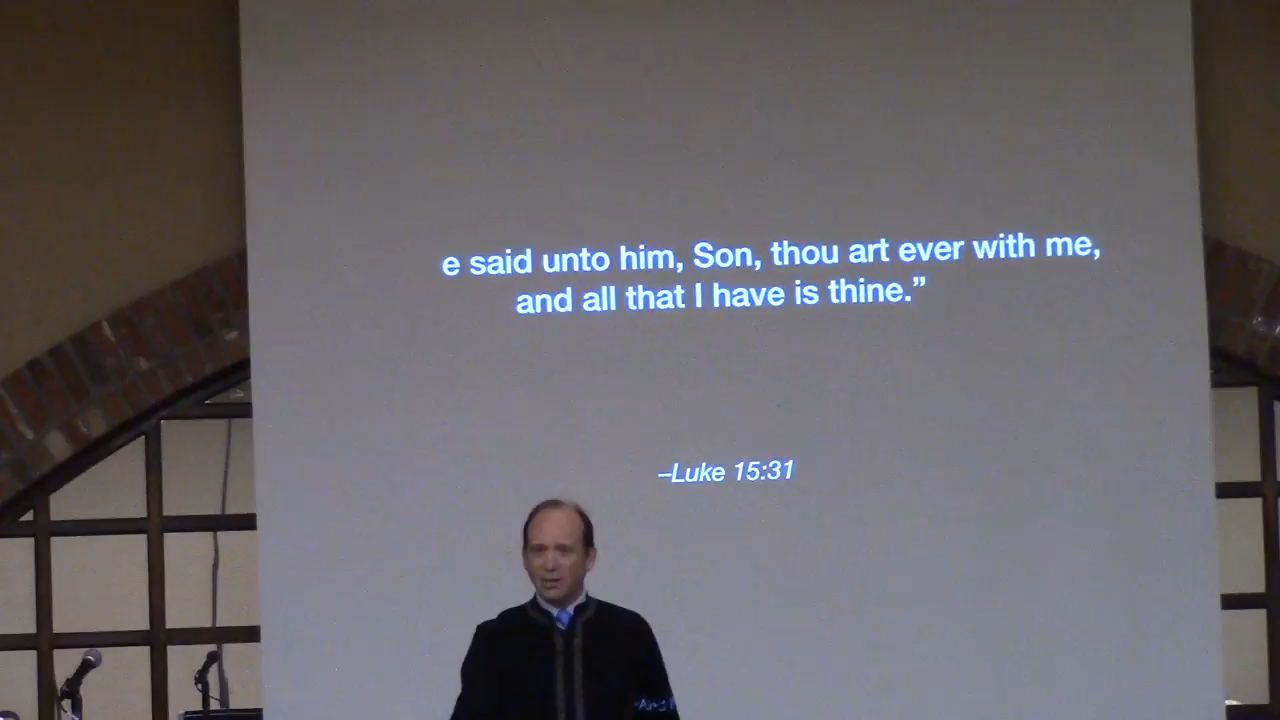 e said unto him, Son, thou art ever with me,
and all that I have is thine.”
–Luke 15:31